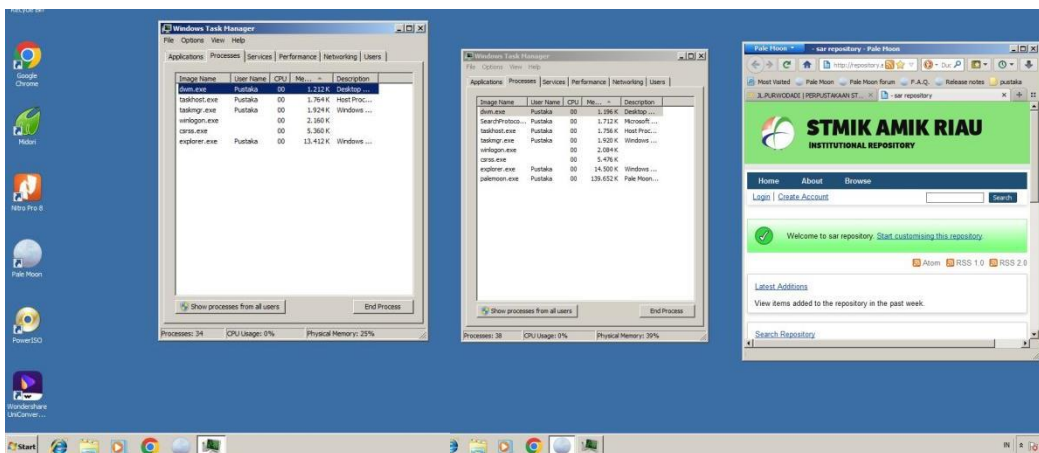 Recycle Bin
Google
Chrome
Midori
Nitro Pro 8
Pale Moon
PowerISO
Wondershare
UniConver...
Start
Windows Task Manager
File Options View Help
Applications Processes Services Performance Networking Users
Image Name User Name CPU Me... Description
dwm.exe Pustaka 00 1.212 K Desktop ...
taskhost.exe Pustaka 00 1.764 K Host Proc...
taskmgr.exe Pustaka 00 1.924 K Windows ...
winlogon.exe 00 2.160 K
csrss.exe 00 5.360 K
explorer.exe Pustaka 00 13.412 K Windows ...
Show processes from all users End Process
Processes: 34 CPU Usage: 0% Physical Memory: 25%
Windows Task Manager
File Options View Help
Applications Processes Services Performance Networking Users
Image Name User Name CPU Me... Description
dwm.exe Pustaka 00 1.196 K Desktop ...
SearchProtoco... Pustaka 00 1.712 K Microsoft ...
taskhost.exe Pustaka 00 1.756 K Host Proc...
taskmgr.exe Pustaka 00 1.920 K Windows ...
winlogon.exe 00 2.084 K
csrss.exe 00 5.476 K
explorer.exe Pustaka 00 14.500 K Windows ...
palemoon.exe Pustaka 00 139.652 K Pale Moon...
Show processes from all users End Process
Processes: 38 CPU Usage: 0% Physical Memory: 39%
Pale Moon - sar repository - Pale Moon
http://repository.s
Most Visited Pale Moon Pale Moon forum F.A.Q. Release notes pustaka
JL.PURWODADI | PERPUSTAKAAN ST... - sar repository
STMIK AMIK RIAU
INSTITUTIONAL REPOSITORY
Home About Browse
Login | Create Account Search
Welcome to sar repository. Start customising this repository.
Atom RSS 1.0 RSS 2.0
Latest Additions
View items added to the repository in the past week.
Search Repository
IN